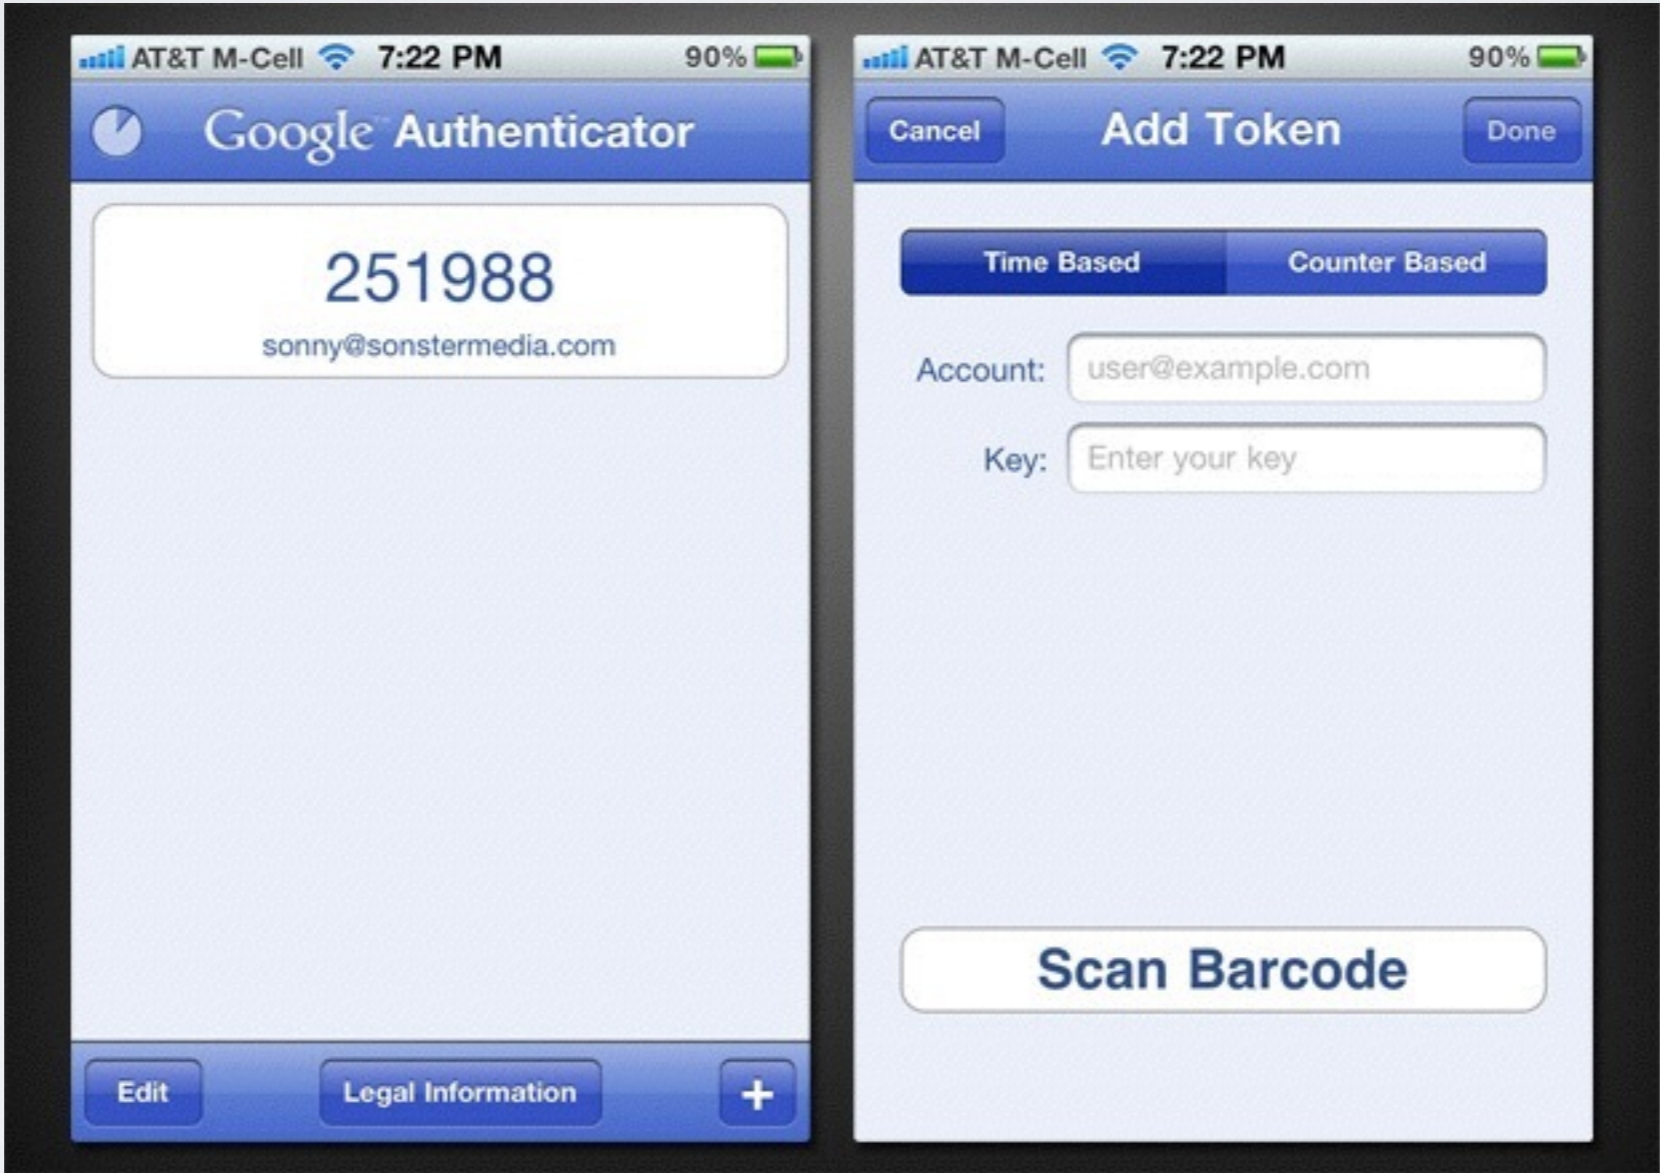 AT&T M-Cell 7:22 PM 90%
Google™ Authenticator
251988
sonny@sonstermedia.com
Edit Legal Information +
AT&T M-Cell 7:22 PM 90%
Cancel Add Token Done
Time Based Counter Based
Account: user@example.com
Key: Enter your key
Scan Barcode